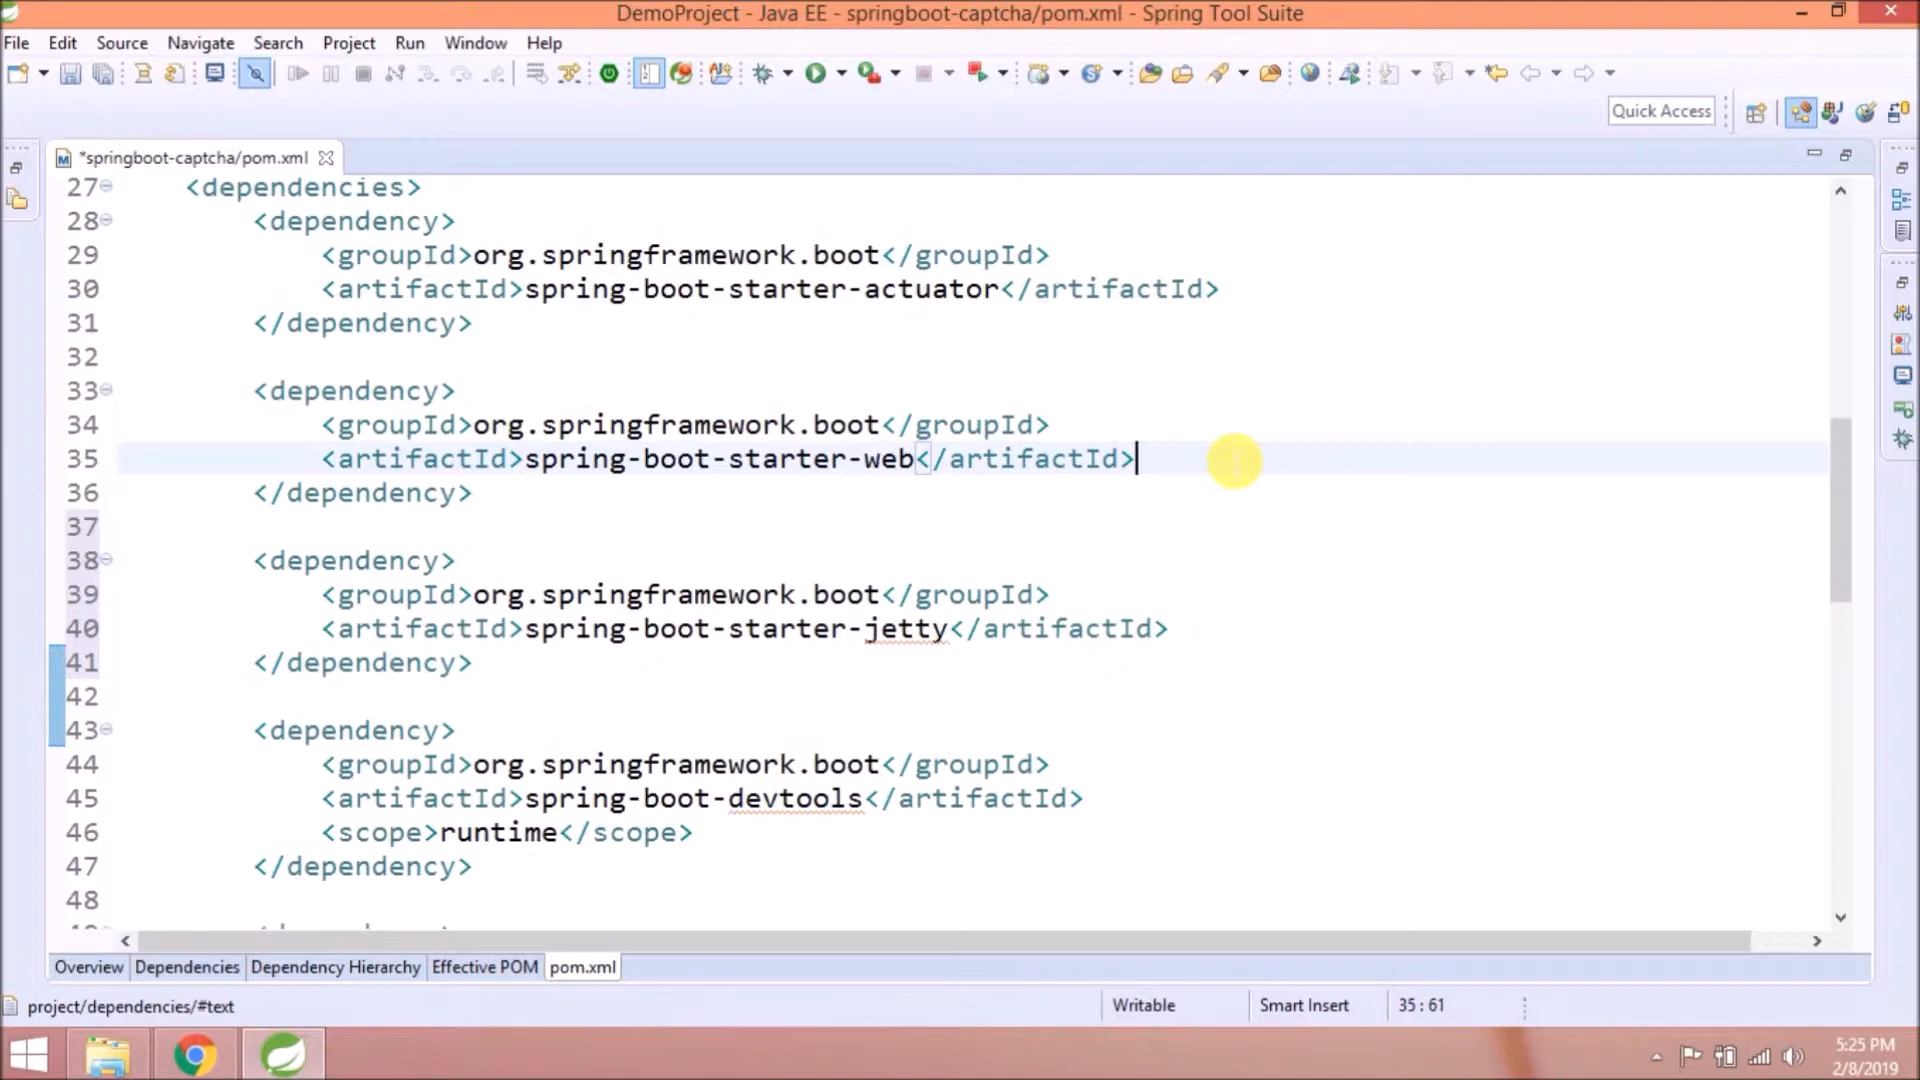 DemoProject - Java EE - springboot-captcha/pom.xml - Spring Tool Suite
File Edit Source Navigate Search Project Run Window Help
Quick Access
*springboot-captcha/pom.xml
27 <dependencies>
28 <dependency>
29 <groupId>org.springframework.boot</groupId>
30 <artifactId>spring-boot-starter-actuator</artifactId>
31 </dependency>
32
33 <dependency>
34 <groupId>org.springframework.boot</groupId>
35 <artifactId>spring-boot-starter-web</artifactId>
36 </dependency>
37
38 <dependency>
39 <groupId>org.springframework.boot</groupId>
40 <artifactId>spring-boot-starter-jetty</artifactId>
41 </dependency>
42
43 <dependency>
44 <groupId>org.springframework.boot</groupId>
45 <artifactId>spring-boot-devtools</artifactId>
46 <scope>runtime</scope>
47 </dependency>
48
Overview Dependencies Dependency Hierarchy Effective POM pom.xml
project/dependencies/#text Writable Smart Insert 35 : 61
5:25 PM
2/8/2019